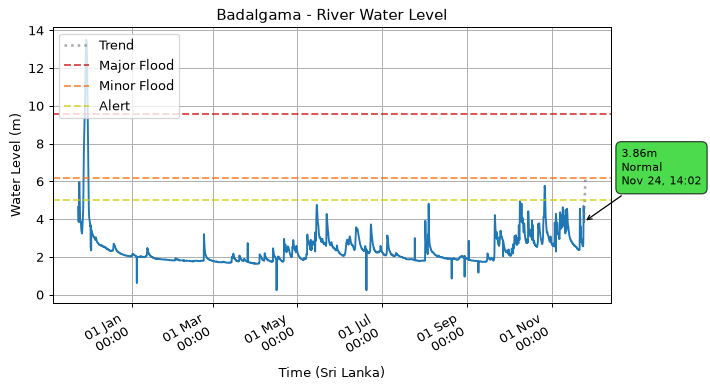 Badalgama - River Water Level
Trend
Major Flood
Minor Flood
Alert
14
12
10
8
6
4
2
0
Water Level (m)
3.86m
Normal
Nov 24, 14:02
01 Jan
00:00
01 Mar
00:00
01 May
00:00
01 Jul
00:00
01 Sep
00:00
01 Nov
00:00
Time (Sri Lanka)